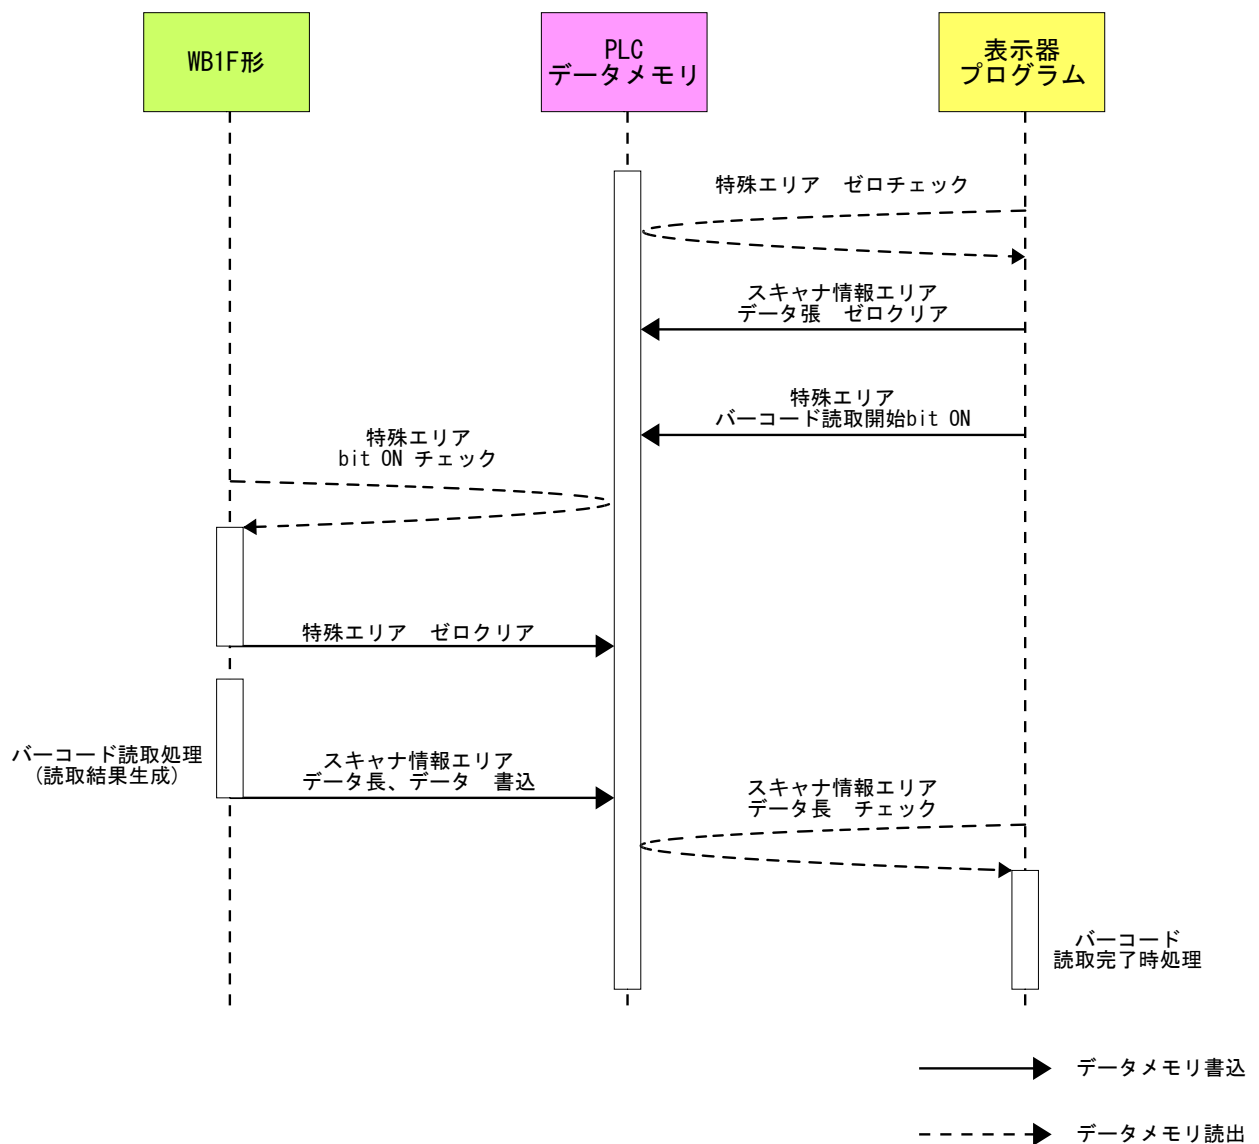 WB1F形
PLC
データメモリ
表示器
プログラム
特殊エリア　ゼロチェック
スキャナ情報エリア
データ張　ゼロクリア
特殊エリア
バーコード読取開始bit ON
特殊エリア
bit ON チェック
特殊エリア　ゼロクリア
バーコード読取処理
(読取結果生成)
スキャナ情報エリア
データ長、データ　書込
スキャナ情報エリア
データ長　チェック
バーコード
読取完了時処理
データメモリ書込
データメモリ読出